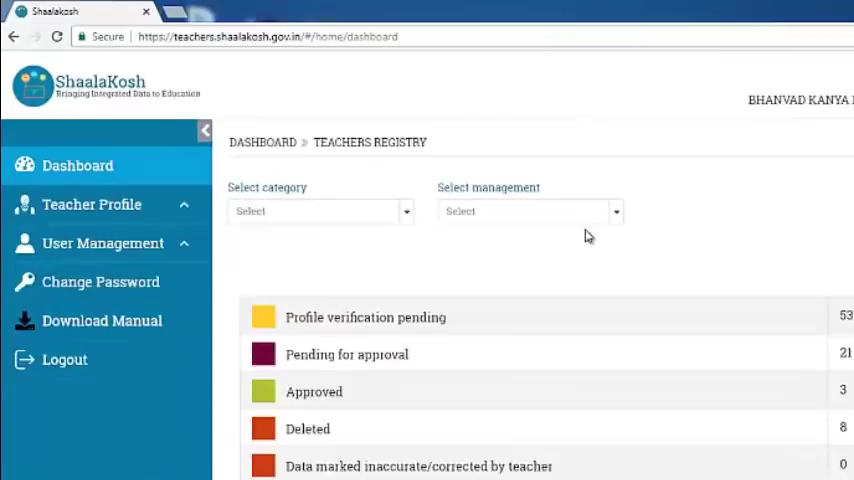 Shaalakosh
Secure https://teachers.shaalakosh.gov.in/#/home/dashboard
ShaalaKosh
Bringing Integrated Data to Education
BHANVAD KANYA
DASHBOARD » TEACHERS REGISTRY
Dashboard
Teacher Profile
User Management
Change Password
Download Manual
Logout
Select category
Select management
Select
Select
Profile verification pending 53
Pending for approval 21
Approved 3
Deleted 8
Data marked inaccurate/corrected by teacher 0